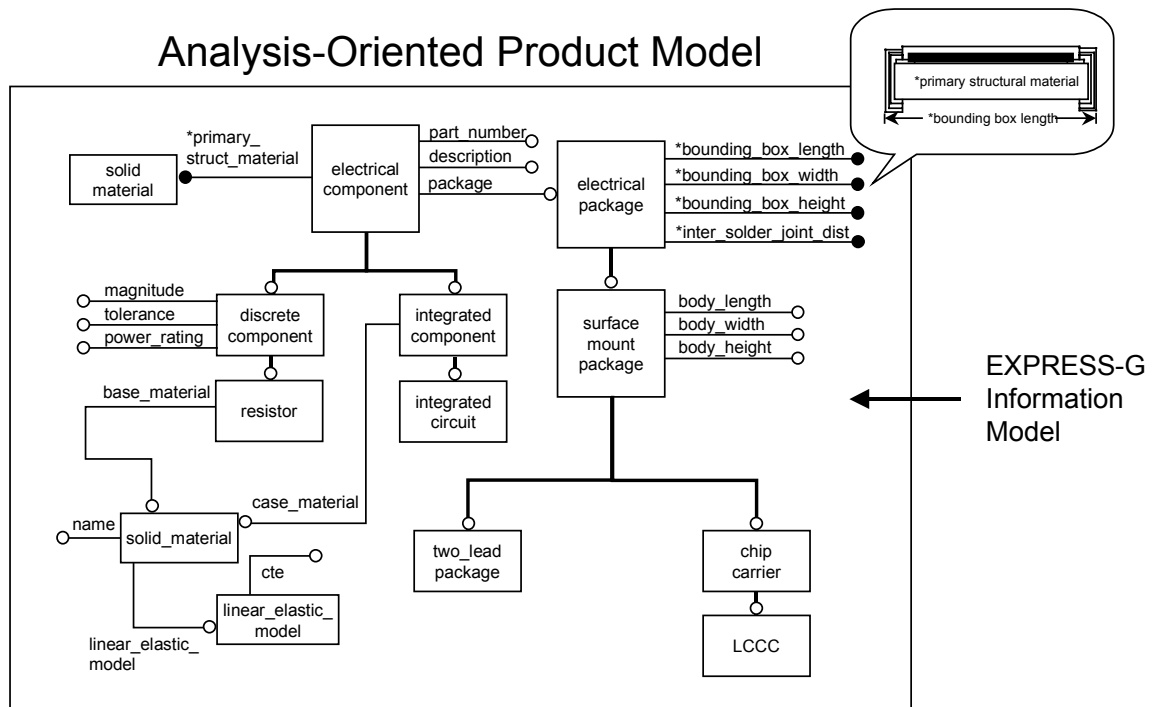 Analysis-Oriented Product Model
*primary structural material
*bounding box length
*primary_
struct_material
solid
material
electrical
component
part_number
description
package
electrical
package
*bounding_box_length
*bounding_box_width
*bounding_box_height
*inter_solder_joint_dist
magnitude
tolerance
power_rating
discrete
component
integrated
component
surface
mount
package
body_length
body_width
body_height
EXPRESS-G
Information
Model
base_material
resistor
integrated
circuit
name
solid_material
case_material
two_lead
package
chip
carrier
cte
linear_elastic_
model
linear_elastic_
model
LCCC